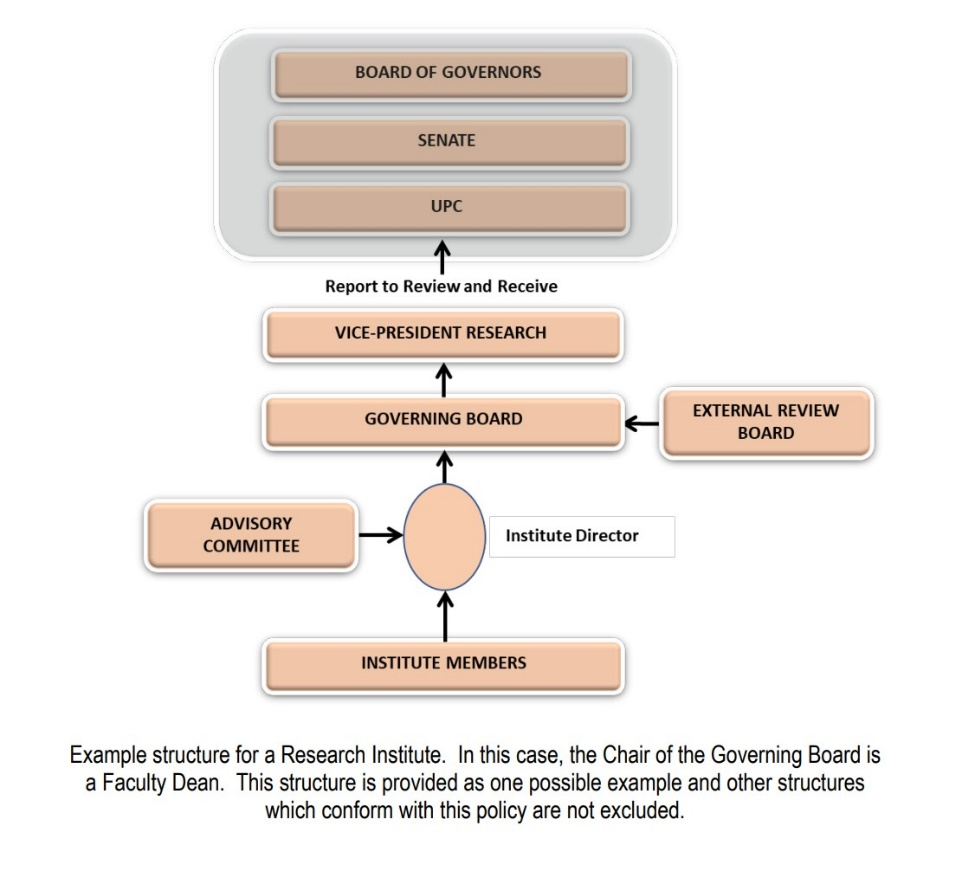 BOARD OF GOVERNORS
SENATE
UPC
Report to Review and Receive
VICE-PRESIDENT RESEARCH
GOVERNING BOARD
EXTERNAL REVIEW
BOARD
ADVISORY
COMMITTEE
Institute Director
INSTITUTE MEMBERS
Example structure for a Research Institute.  In this case, the Chair of the Governing Board is
a Faculty Dean.  This structure is provided as one possible example and other structures
which conform with this policy are not excluded.